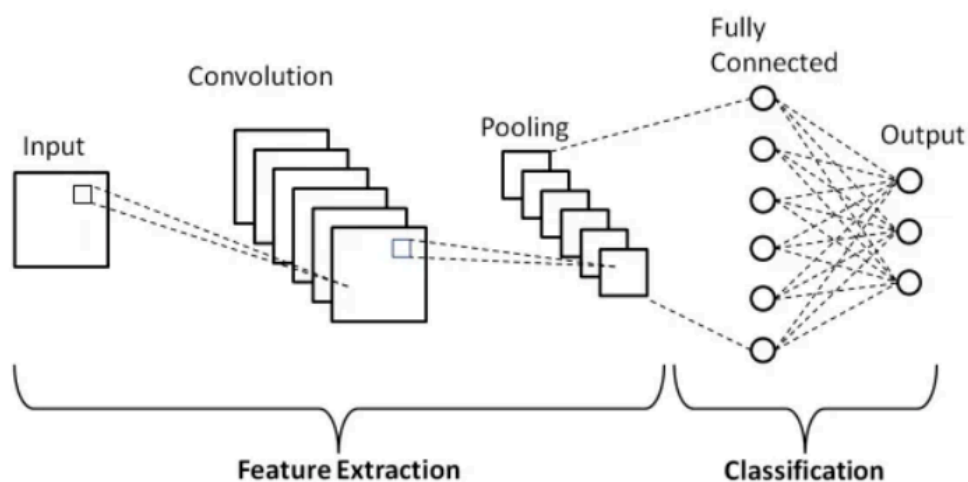 Fully
Connected
Convolution
Pooling
Output
Input
Feature Extraction
Classification